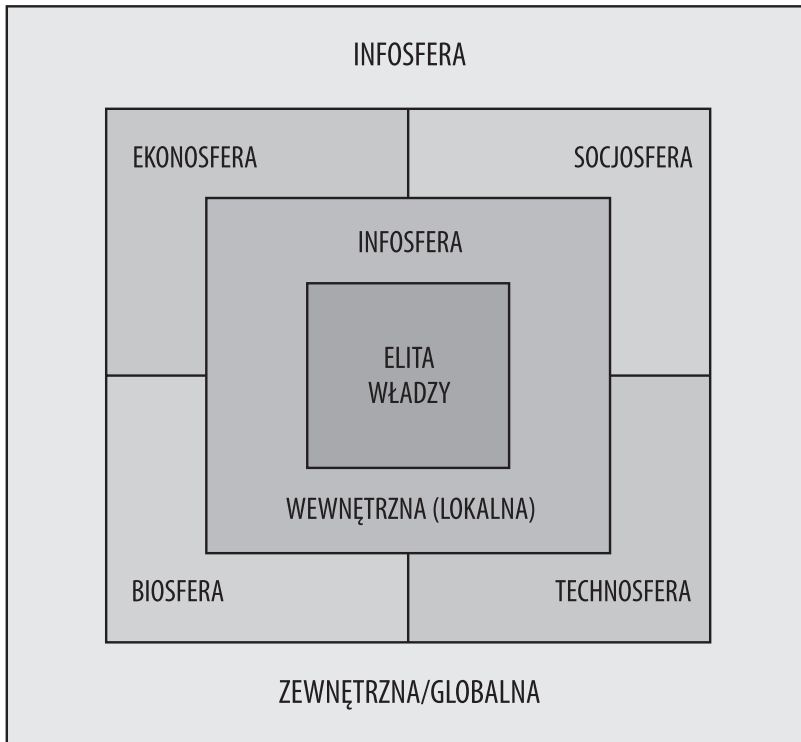 INFOSFERA
EKONOSFERA
SOCJOSFERA
INFOSFERA
ELITA
WŁADZY
WEWNĘTRZNA (LOKALNA)
BIOSFERA
TECHNOSFERA
ZEWNĘTRZNA/GLOBALNA